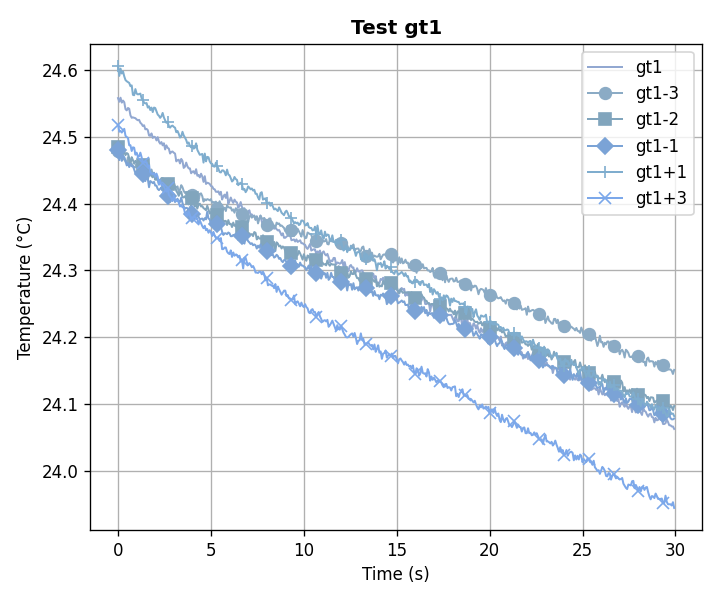 Test gt1
24.6
24.5
24.4
24.3
24.2
24.1
24.0
Temperature (°C)
0 5 10 15 20 25 30
Time (s)
gt1
gt1-3
gt1-2
gt1-1
gt1+1
gt1+3